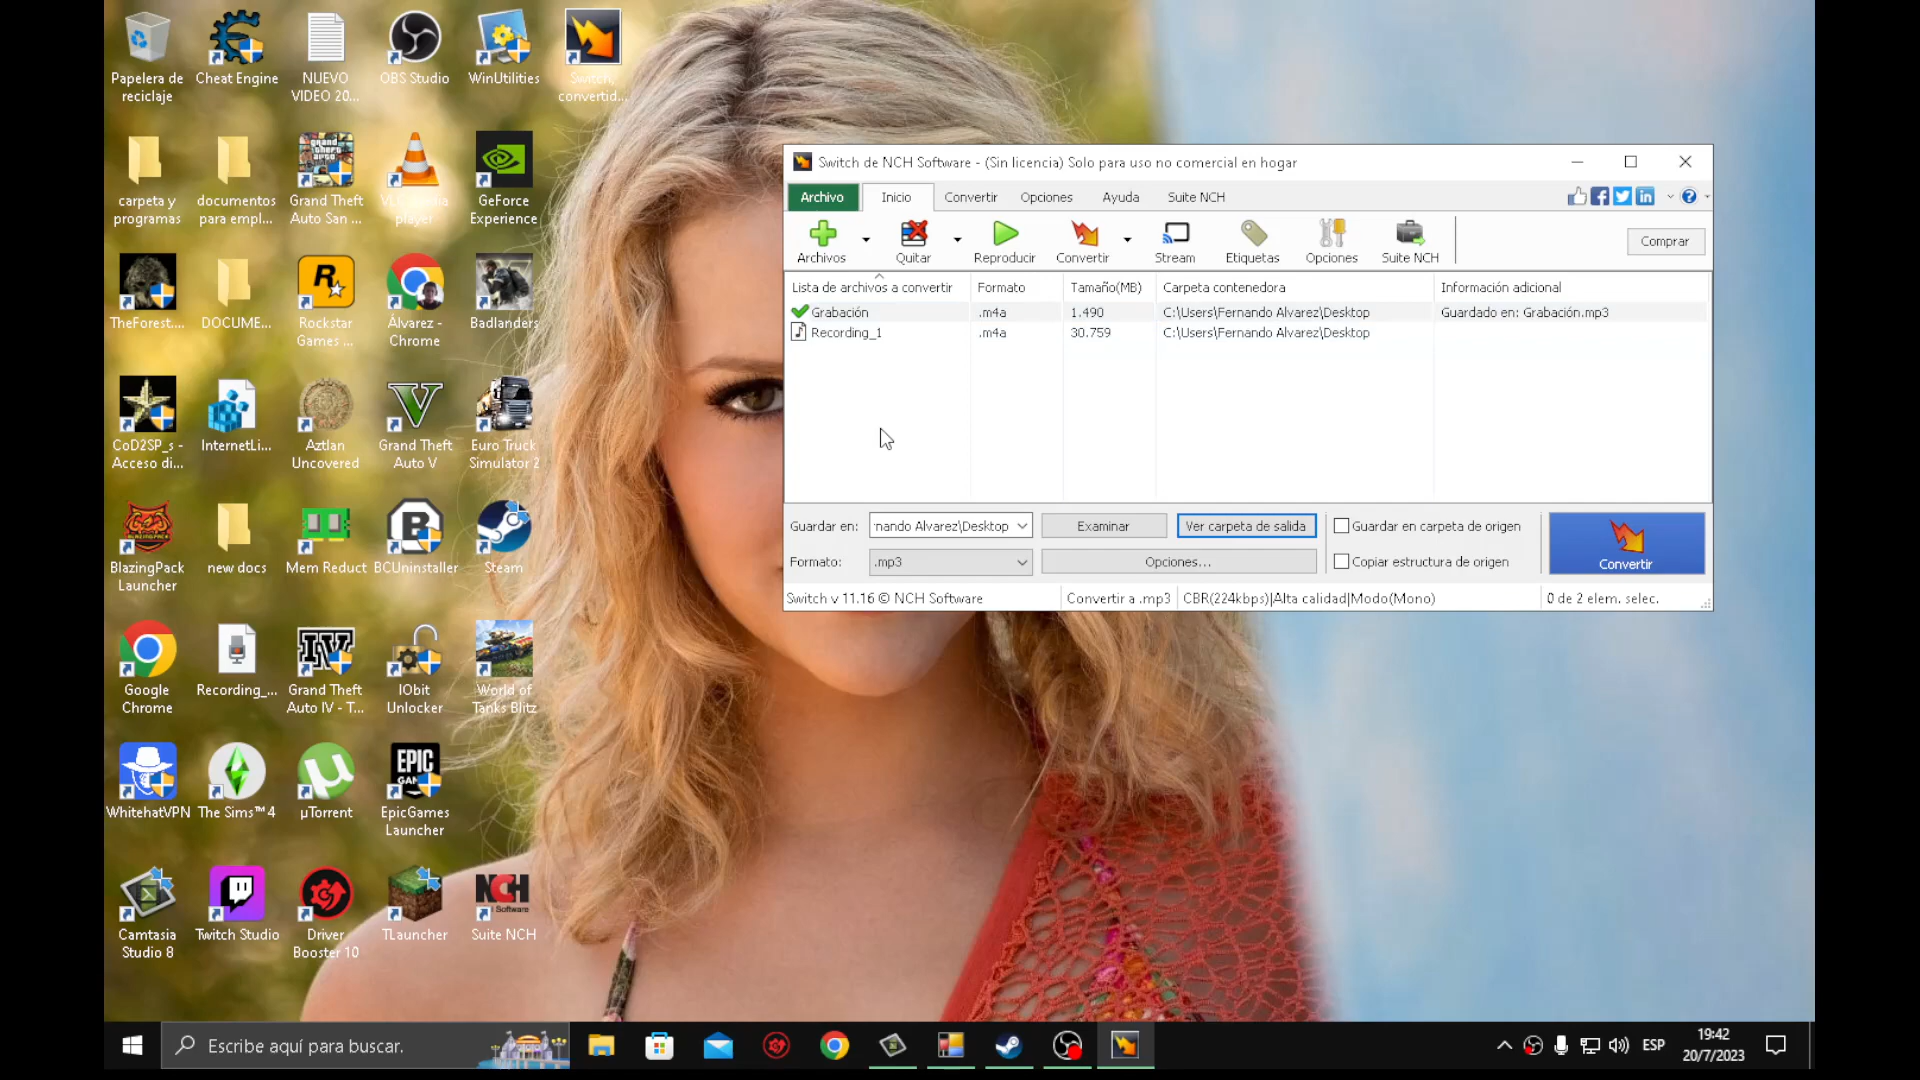 Papelera de
reciclaje
Cheat Engine
NUEVO
VIDEO 20...
OBS Studio
WinUtilities
Switch,
convertid...
carpeta y
programas
documentos
para empl...
Grand Theft
Auto San ...
VLC media
player
GeForce
Experience
TheForest....
DOCUME...
Rockstar
Games ...
Álvarez -
Chrome
Badlanders
CoD2SP_s -
Acceso di...
InternetLi...
Aztlan
Uncovered
Grand Theft
Auto V
Euro Truck
Simulator 2
BlazingPack
Launcher
new docs
Mem Reduct
BCUninstaller
Steam
Google
Chrome
Recording_...
Grand Theft
Auto IV - T...
IObit
Unlocker
World of
Tanks Blitz
WhitehatVPN
The Sims™ 4
µTorrent
EpicGames
Launcher
Camtasia
Studio 8
Twitch Studio
Driver
Booster 10
TLauncher
Suite NCH
Switch de NCH Software - (Sin licencia) Solo para uso no comercial en hogar
Archivo Inicio Convertir Opciones Ayuda Suite NCH
Archivos Quitar Reproducir Convertir Stream Etiquetas Opciones Suite NCH Comprar
Lista de archivos a convertir Formato Tamaño(MB) Carpeta contenedora Información adicional
Grabación .m4a 1.490 C:\Users\Fernando Alvarez\Desktop Guardado en: Grabación.mp3
Recording_1 .m4a 30.759 C:\Users\Fernando Alvarez\Desktop
Guardar en: rnando Alvarez\Desktop Examinar Ver carpeta de salida Guardar en carpeta de origen
Formato: .mp3 Opciones... Copiar estructura de origen
Convertir
Switch v 11.16 © NCH Software Convertir a .mp3 CBR(224kbps)|Alta calidad|Modo(Mono) 0 de 2 elem. selec.
Escribe aquí para buscar.
ESP
19:42
20/7/2023